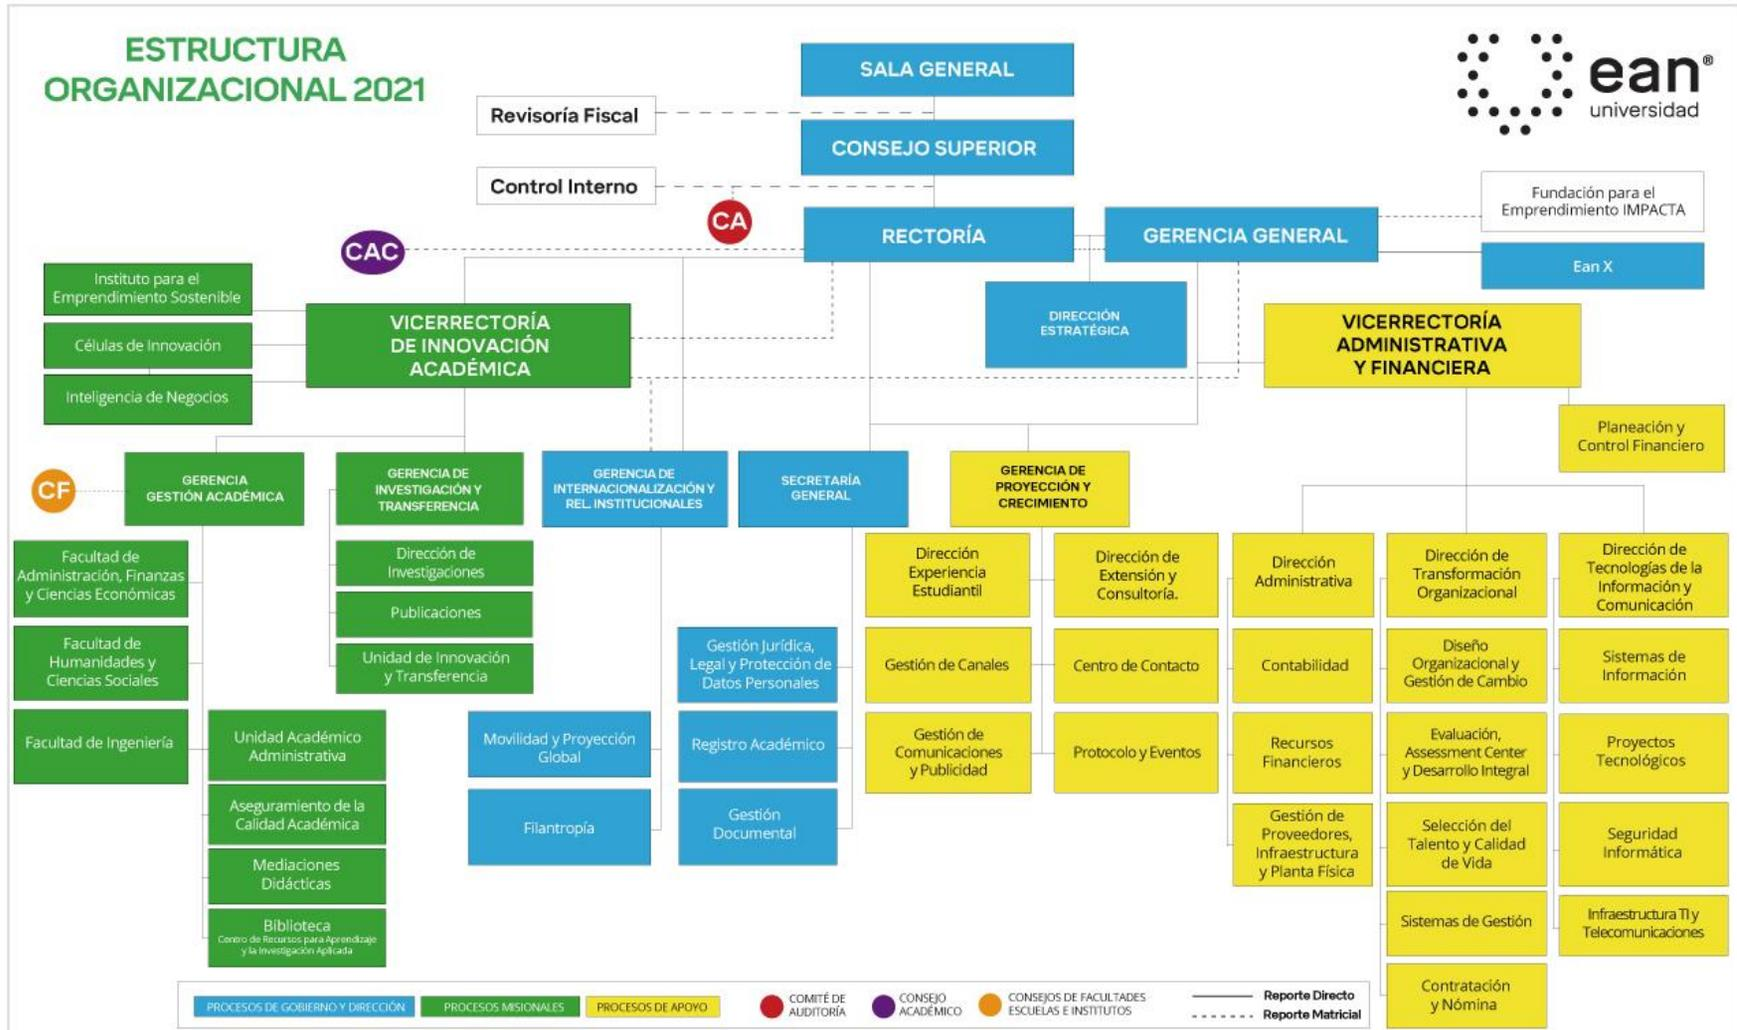 ESTRUCTURA
ORGANIZACIONAL 2021
ean®
universidad
SALA GENERAL
Revisoría Fiscal
CONSEJO SUPERIOR
Control Interno
CA
Fundación para el
Emprendimiento IMPACTA
RECTORÍA
GERENCIA GENERAL
CAC
Ean X
Instituto para el
Emprendimiento Sostenible
Células de Innovación
Inteligencia de Negocios
VICERRECTORÍA
DE INNOVACIÓN
ACADÉMICA
DIRECCIÓN
ESTRATÉGICA
VICERRECTORÍA
ADMINISTRATIVA
Y FINANCIERA
Planeación y
Control Financiero
CF
GERENCIA
GESTIÓN ACADÉMICA
GERENCIA DE
INVESTIGACIÓN Y
TRANSFERENCIA
GERENCIA DE
INTERNACIONALIZACIÓN Y
REL. INSTITUCIONALES
SECRETARÍA
GENERAL
GERENCIA DE
PROYECCIÓN Y
CRECIMIENTO
Facultad de
Administración, Finanzas
y Ciencias Económicas
Facultad de
Humanidades y
Ciencias Sociales
Facultad de Ingeniería
Unidad Académico
Administrativa
Aseguramiento de la
Calidad Académica
Mediaciones
Didácticas
Biblioteca
Centro de Recursos para Aprendizaje
y la Investigación Aplicada
Dirección de
Investigaciones
Publicaciones
Unidad de Innovación
y Transferencia
Movilidad y Proyección
Global
Filantropía
Gestión Jurídica,
Legal y Protección de
Datos Personales
Registro Académico
Gestión
Documental
Dirección
Experiencia
Estudiantil
Gestión de Canales
Gestión de
Comunicaciones
y Publicidad
Dirección de
Extensión y
Consultoría.
Centro de Contacto
Protocolo y Eventos
Dirección
Administrativa
Contabilidad
Recursos
Financieros
Gestión de
Proveedores,
Infraestructura
y Planta Física
Dirección de
Transformación
Organizacional
Diseño
Organizacional y
Gestión de Cambio
Evaluación,
Assessment Center
y Desarrollo Integral
Selección del
Talento y Calidad
de Vida
Sistemas de Gestión
Contratación
y Nómina
Dirección de
Tecnologías de la
Información y
Comunicación
Sistemas de
Información
Proyectos
Tecnológicos
Seguridad
Informática
Infraestructura TI y
Telecomunicaciones
PROCESOS DE GOBIERNO Y DIRECCIÓN
PROCESOS MISIONALES
PROCESOS DE APOYO
COMITÉ DE
AUDITORÍA
CONSEJO
ACADÉMICO
CONSEJOS DE FACULTADES
ESCUELAS E INSTITUTOS
Reporte Directo
Reporte Matricial